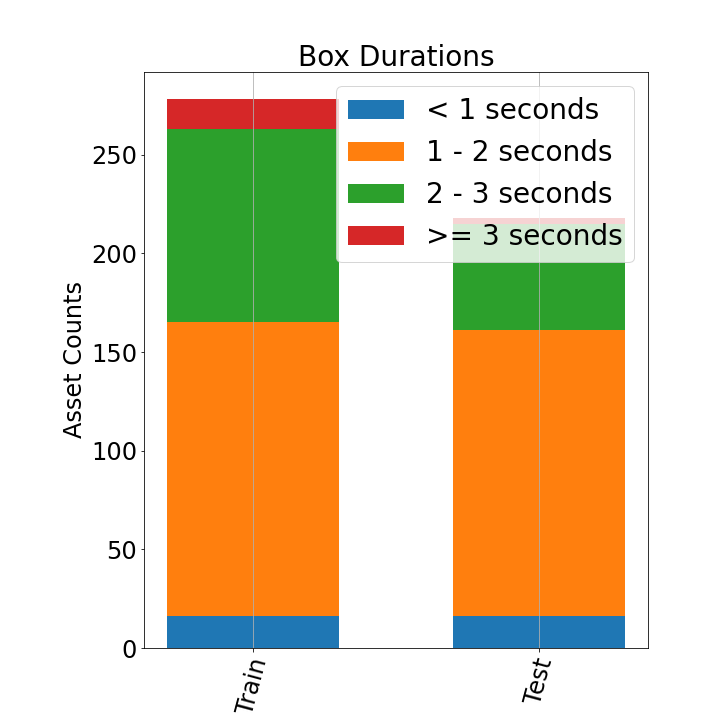 Box Durations
< 1 seconds
1 - 2 seconds
2 - 3 seconds
>= 3 seconds
Asset Counts
250
200
150
100
50
0
Train
Test